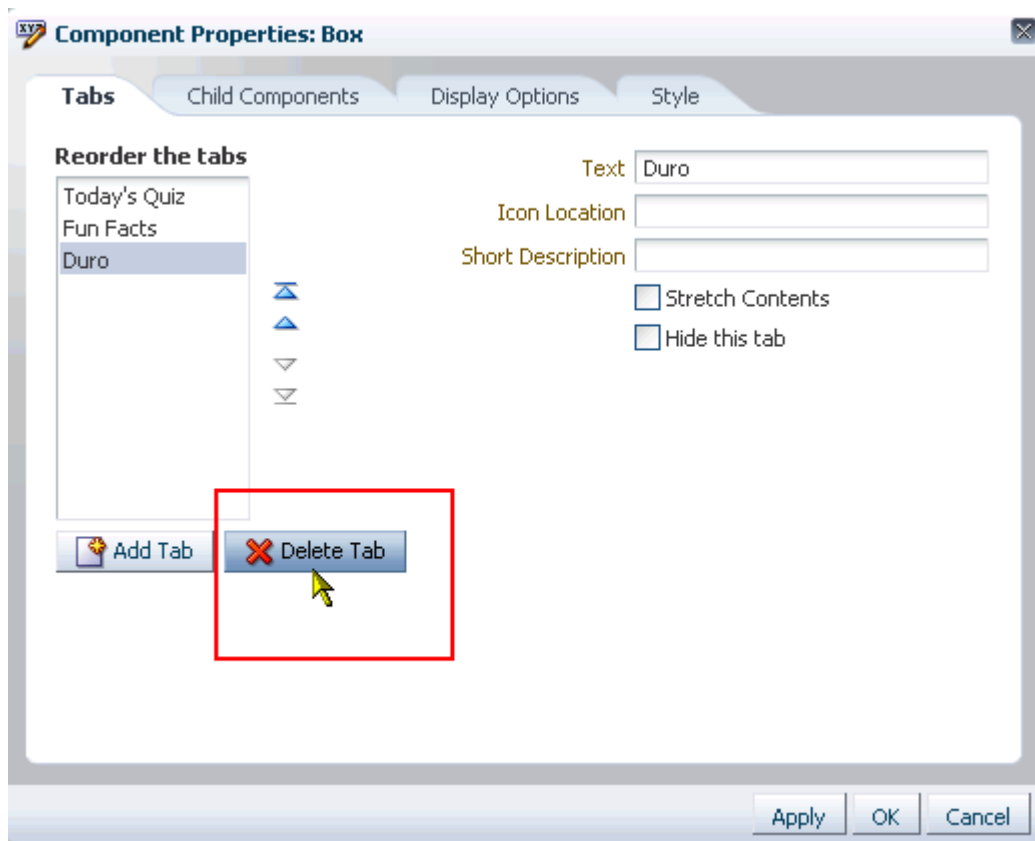 Component Properties: Box
Tabs
Child Components
Display Options
Style
Reorder the tabs
Today's Quiz
Fun Facts
Duro
Text Duro
Icon Location
Short Description
Stretch Contents
Hide this tab
Add Tab
Delete Tab
Apply
OK
Cancel